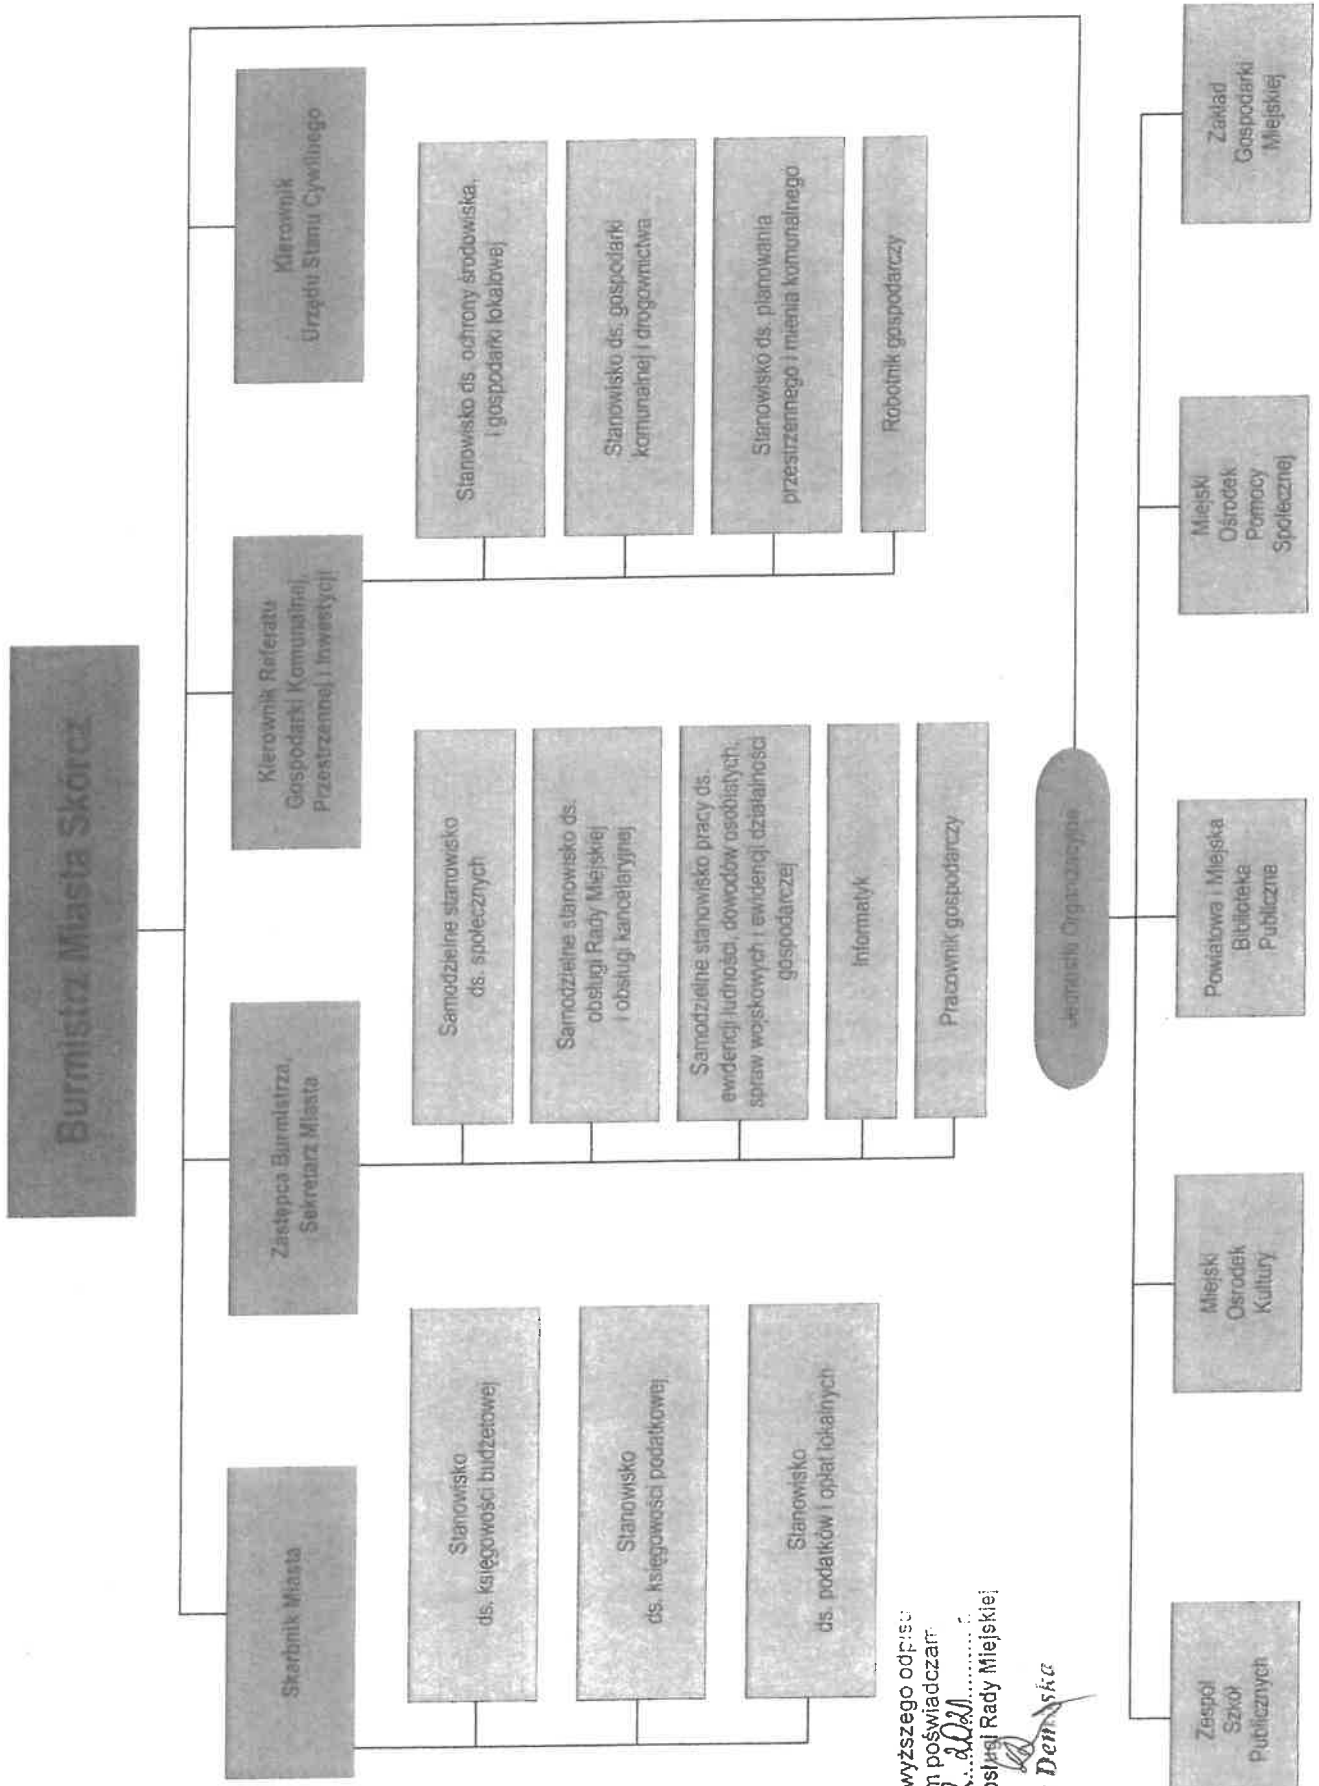 Burmistrz Miasta Skórcz
Skarbnik Miasta
Zastępca Burmistrza,
Sekretarz Miasta
Kierownik Referatu
Gospodarki Komunalnej,
Przestrzennej i Inwestycji
Kierownik
Urzędu Stanu Cywilnego
Stanowisko
ds. księgowości budżetowej
Stanowisko
ds. księgowości podatkowej
Stanowisko
ds. podatków i opłat lokalnych
Samodzielne stanowisko
ds. społecznych
Samodzielne stanowisko ds.
obsługi Rady Miejskiej
i obsługi kancelaryjnej
Samodzielne stanowisko pracy ds.
ewidencji ludności, dowodów osobistych,
spraw wojskowych i ewidencji działalności
gospodarczej
Informatyk
Pracownik gospodarczy
Stanowisko ds. ochrony środowiska,
i gospodarki lokalowej
Stanowisko ds. gospodarki
komunalnej i drogownictwa
Stanowisko ds. planowania
przestrzennego i mienia komunalnego
Robotnik gospodarczy
Jednostki Organizacyjne
Zespół
Szkół
Publicznych
Miejski
Ośrodek
Kultury
Powiatowa i Miejska
Biblioteka
Publiczna
Miejski
Ośrodek
Pomocy
Społecznej
Zakład
Gospodarki
Miejskiej
wyższego odpisu
poświadczam
Rady Miejskiej